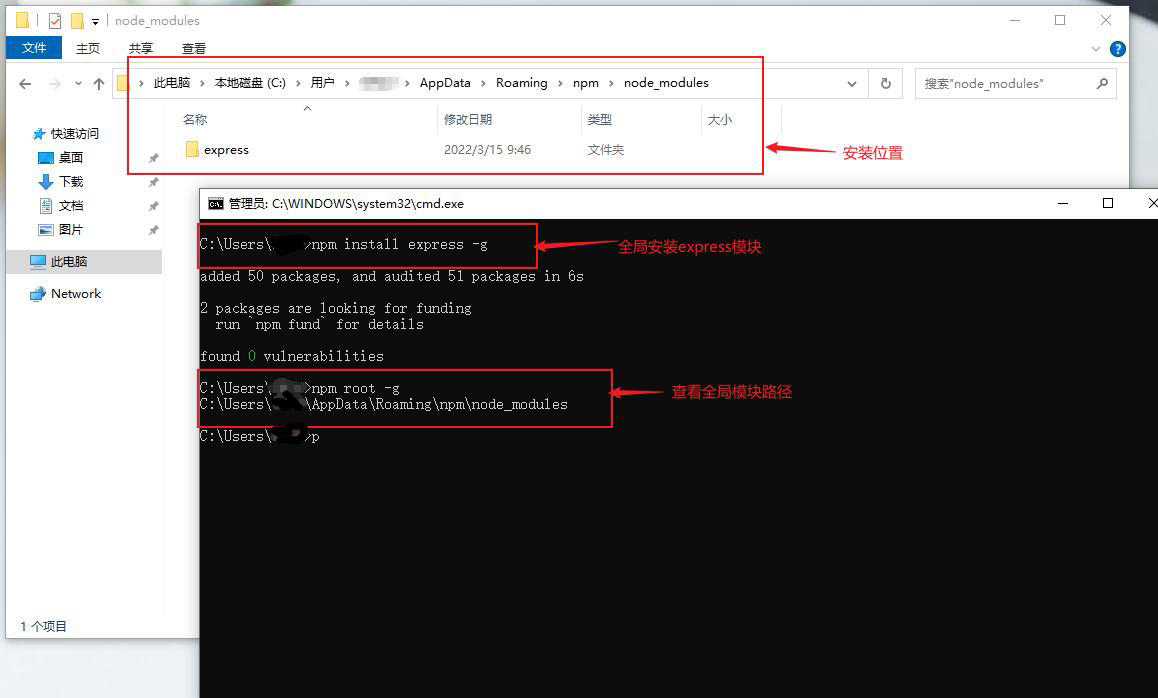 node_modules
文件 主页 共享 查看
此电脑 本地磁盘 (C:) 用户 AppData Roaming npm node_modules
搜索"node_modules"
名称 修改日期 类型 大小
express 2022/3/15 9:46 文件夹
安装位置
快速访问
桌面
下载
文档
图片
此电脑
Network
1 个项目
管理员: C:\WINDOWS\system32\cmd.exe
C:\Users\ >npm install express -g
全局安装express模块
added 50 packages, and audited 51 packages in 6s
2 packages are looking for funding
run `npm fund` for details
found 0 vulnerabilities
C:\Users\ >npm root -g
C:\Users\ \AppData\Roaming\npm\node_modules
查看全局模块路径
C:\Users\ >p